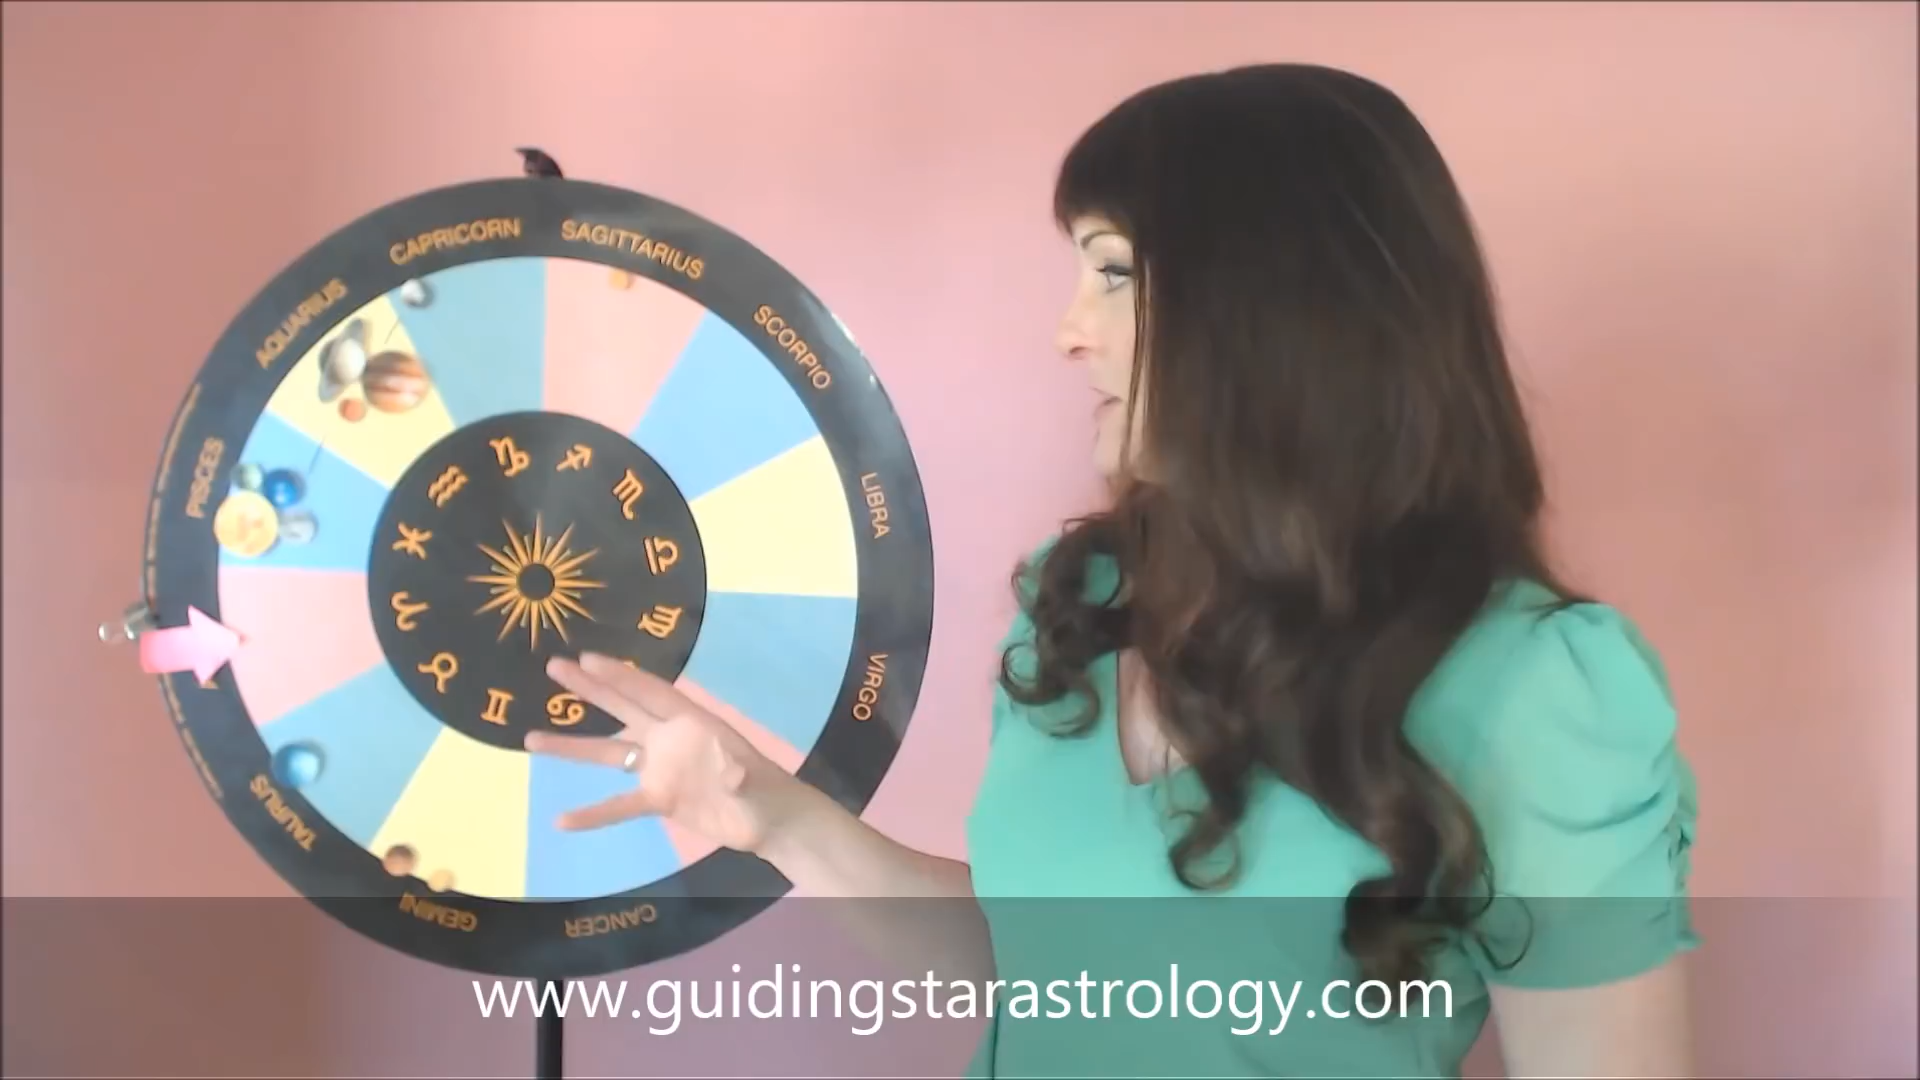 CAPRICORN
SAGITTARIUS
AQUARIUS
SCORPIO
PISCES
LIBRA
VIRGO
TAURUS
GEMINI
CANCER
www.guidingstarastrology.com